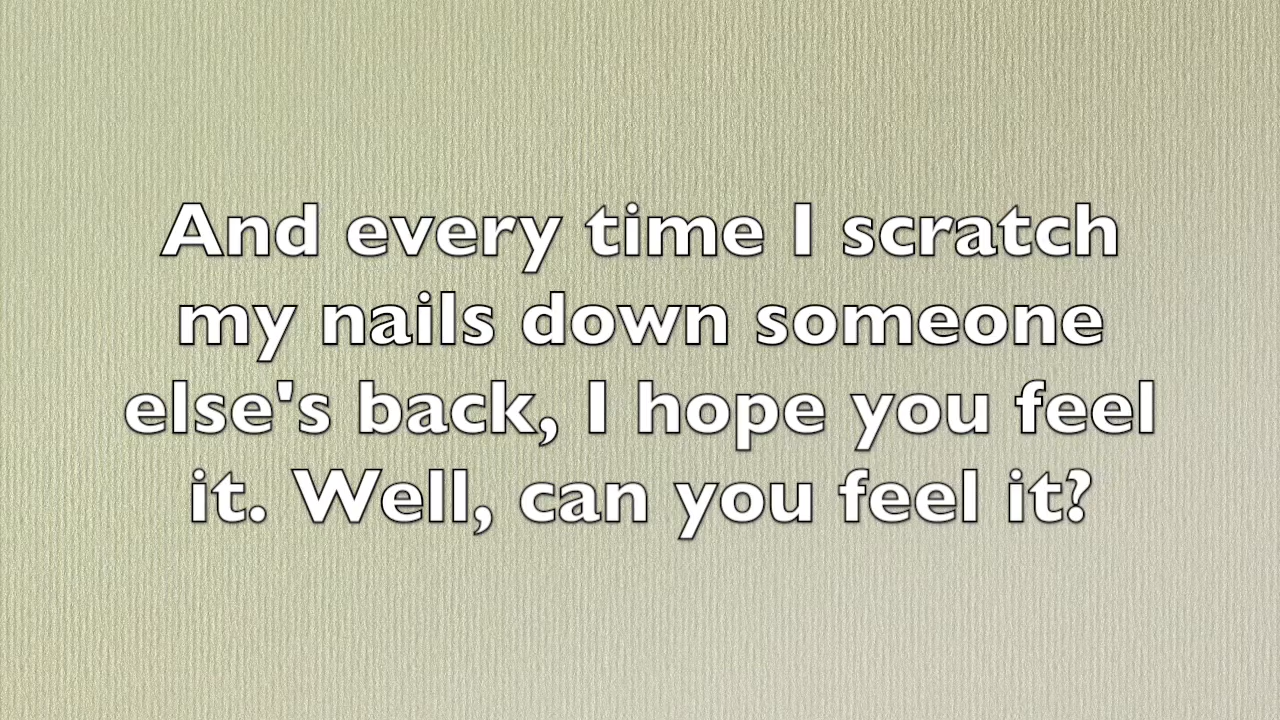 And every time I scratch
my nails down someone
else's back, I hope you feel
it. Well, can you feel it?